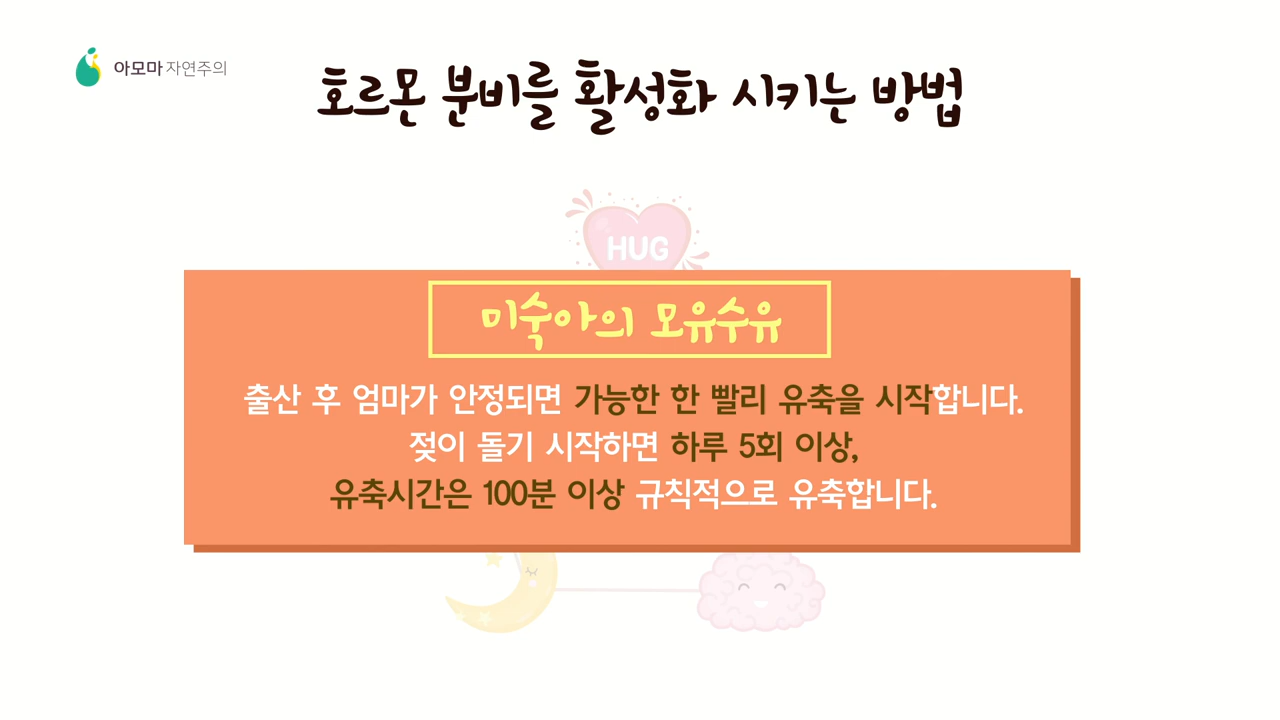 아모마 자연주의
호르몬 분비를 활성화 시키는 방법
HUG
미숙아의 모유수유
출산 후 엄마가 안정되면 가능한 한 빨리 유축을 시작합니다.
젖이 돌기 시작하면 하루 5회 이상,
유축시간은 100분 이상 규칙적으로 유축합니다.